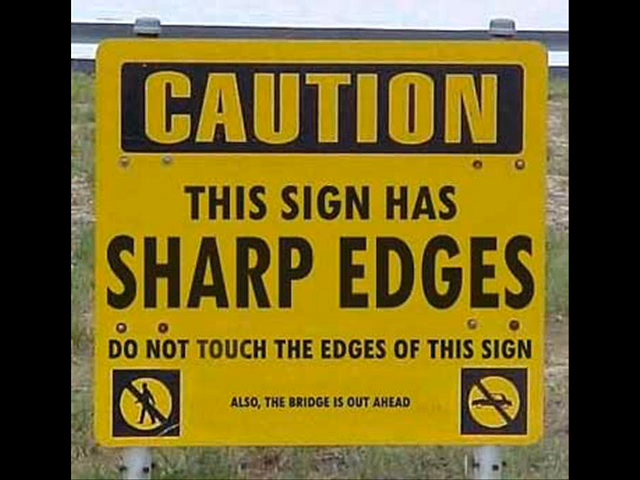 CAUTION
THIS SIGN HAS
SHARP EDGES
DO NOT TOUCH THE EDGES OF THIS SIGN
ALSO, THE BRIDGE IS OUT AHEAD